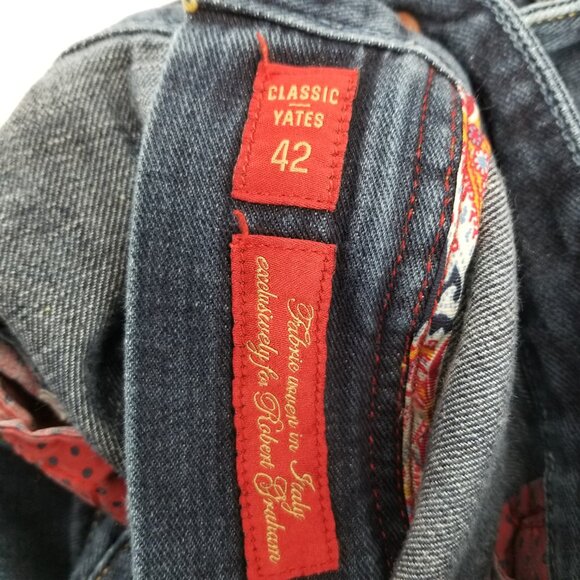 CLASSIC
YATES
42
Fabric woven in Italy
exclusively for Robert Graham